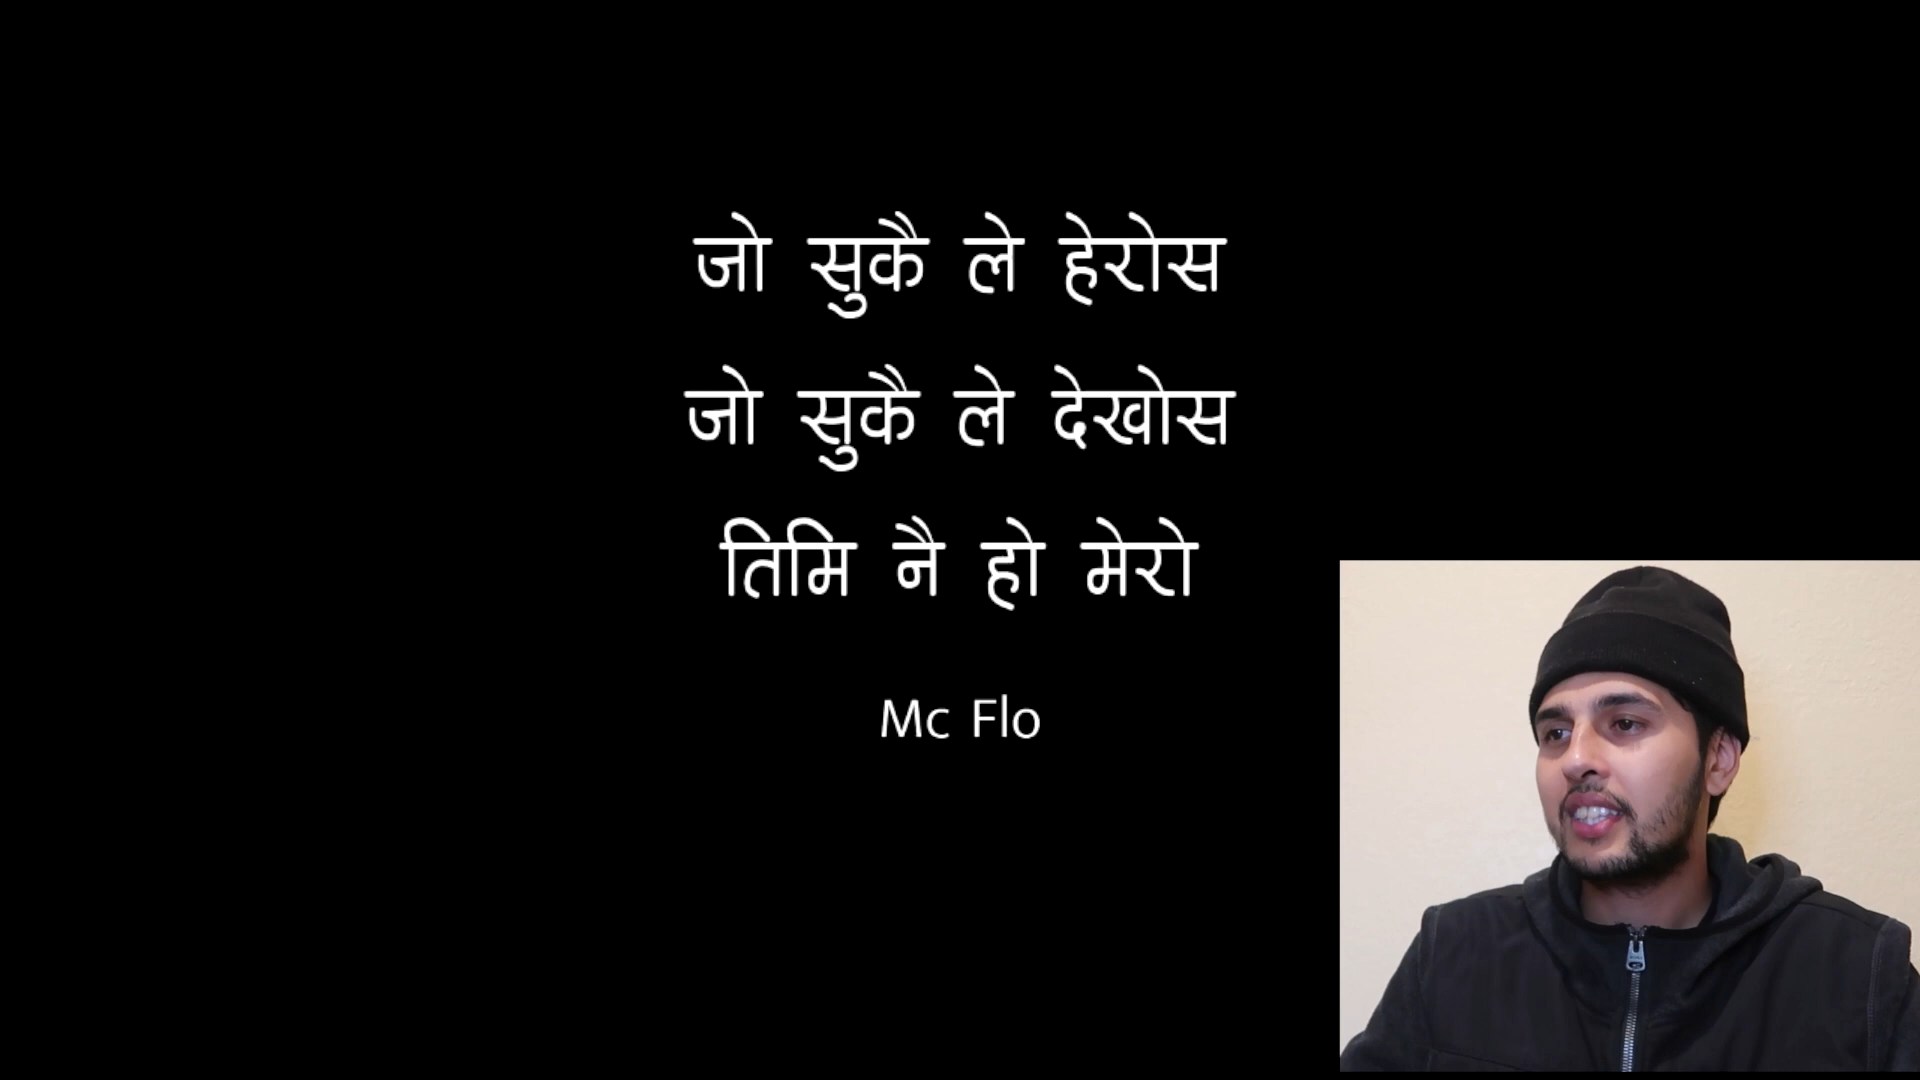 जो सुकै ले हेरोस
जो सुकै ले देखोस
तिमि नै हो मेरो
Mc Flo